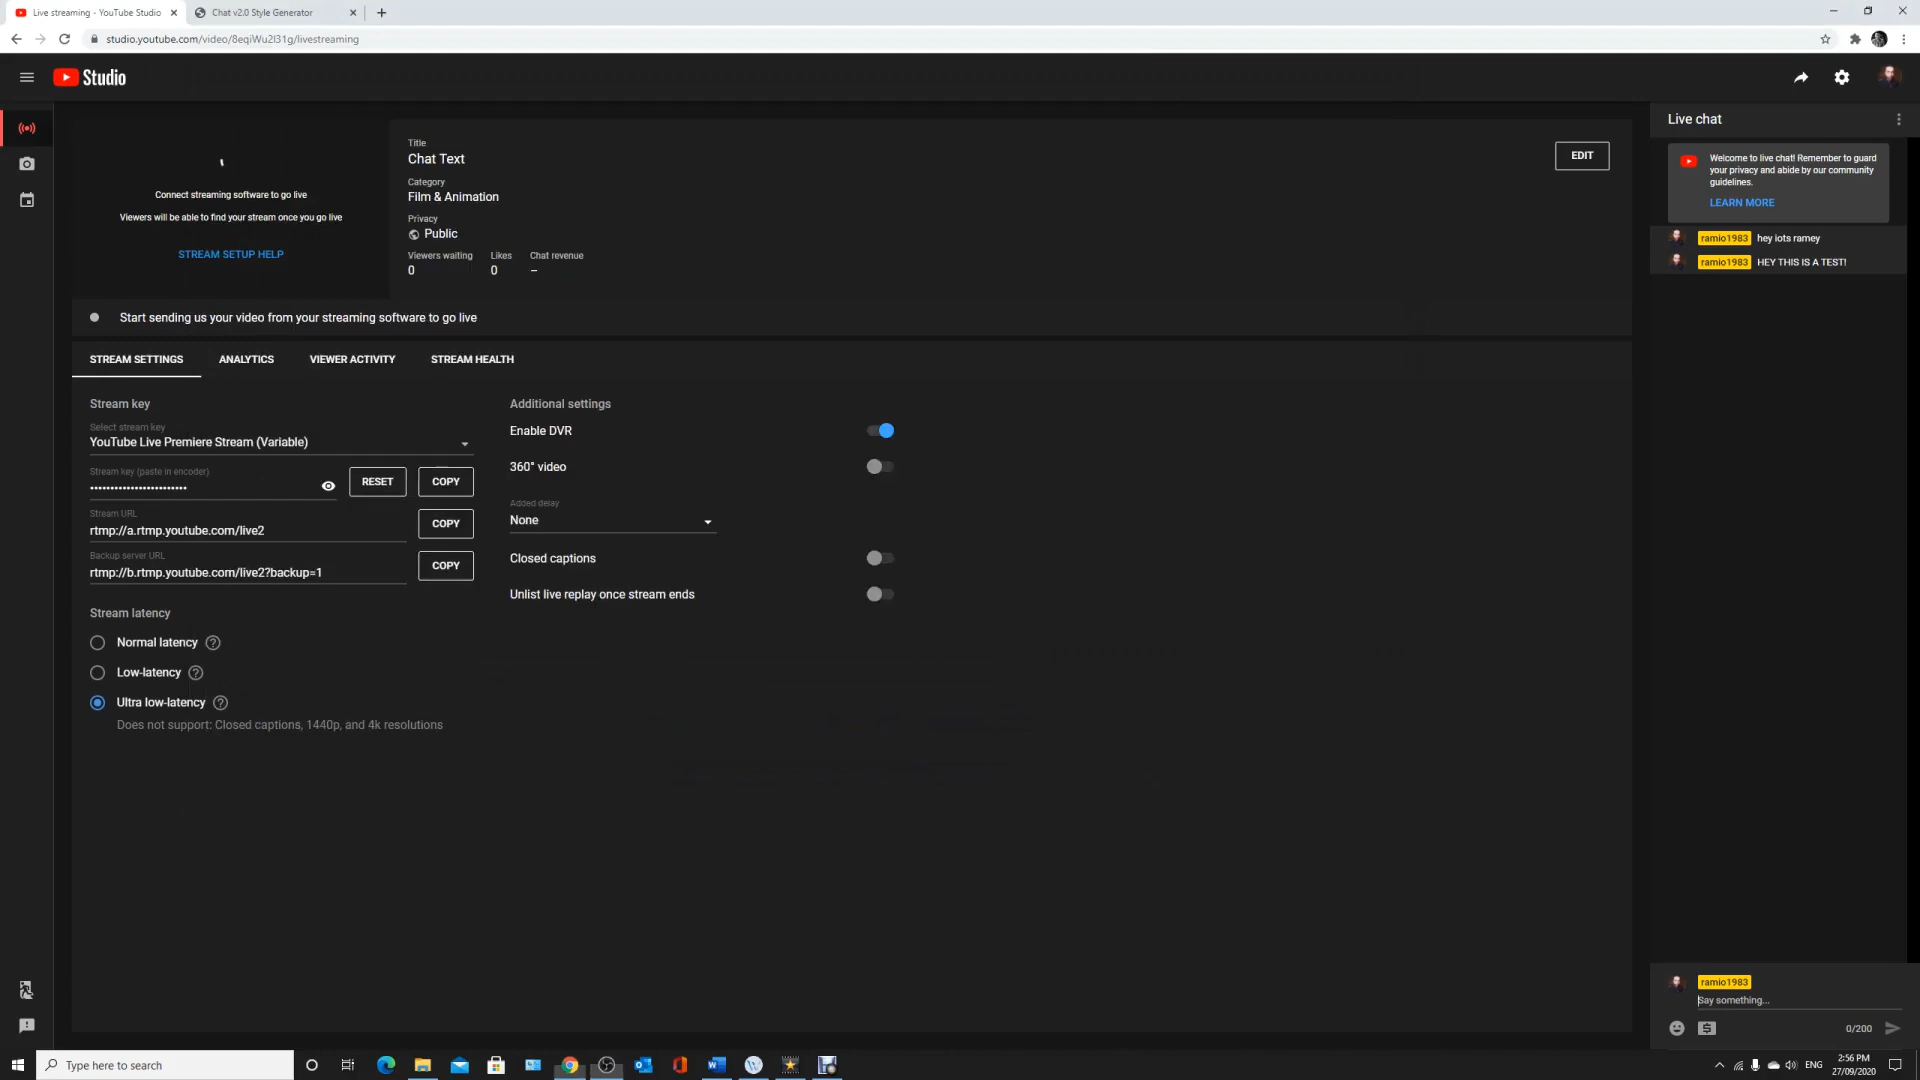 Live streaming - YouTube Studio
Chat v2.0 Style Generator
studio.youtube.com/video/8eqiWu2I31g/livestreaming
Studio
Connect streaming software to go live
Viewers will be able to find your stream once you go live
STREAM SETUP HELP
Title
Chat Text
Category
Film & Animation
Privacy
Public
Viewers waiting Likes Chat revenue
0 0 –
EDIT
Start sending us your video from your streaming software to go live
STREAM SETTINGS ANALYTICS VIEWER ACTIVITY STREAM HEALTH
Stream key
Select stream key
YouTube Live Premiere Stream (Variable)
Stream key (paste in encoder)
•••••••••••••••••••••••• RESET COPY
Stream URL
rtmp://a.rtmp.youtube.com/live2 COPY
Backup server URL
rtmp://b.rtmp.youtube.com/live2?backup=1 COPY
Stream latency
Normal latency ?
Low-latency ?
Ultra low-latency ?
Does not support: Closed captions, 1440p, and 4k resolutions
Additional settings
Enable DVR
360° video
Added delay
None
Closed captions
Unlist live replay once stream ends
Live chat
Welcome to live chat! Remember to guard
your privacy and abide by our community
guidelines.
LEARN MORE
ramio1983 hey iots ramey
ramio1983 HEY THIS IS A TEST!
ramio1983
Say something...
0/200
Type here to search
ENG
2:56 PM
27/09/2020